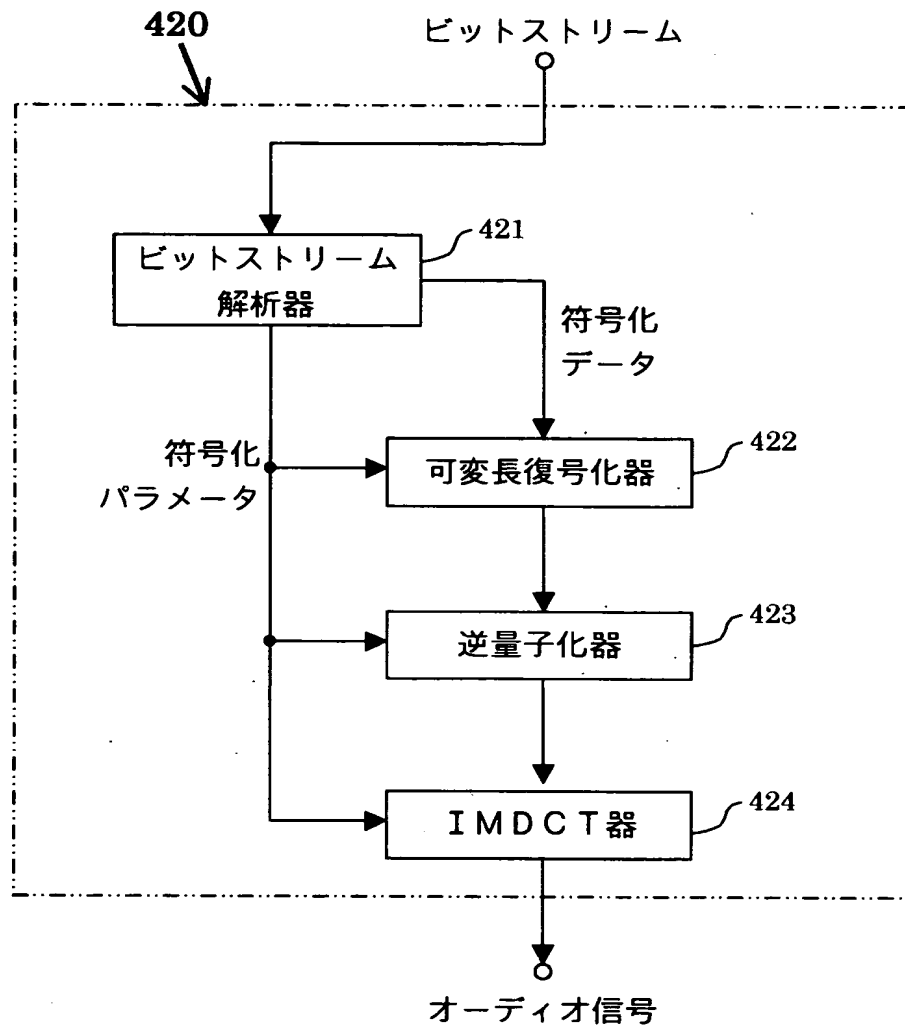 420
ビットストリーム
421
ビットストリーム
解析器
符号化
データ
符号化
パラメータ
422
可変長復号化器
423
逆量子化器
424
IMDCT器
オーディオ信号